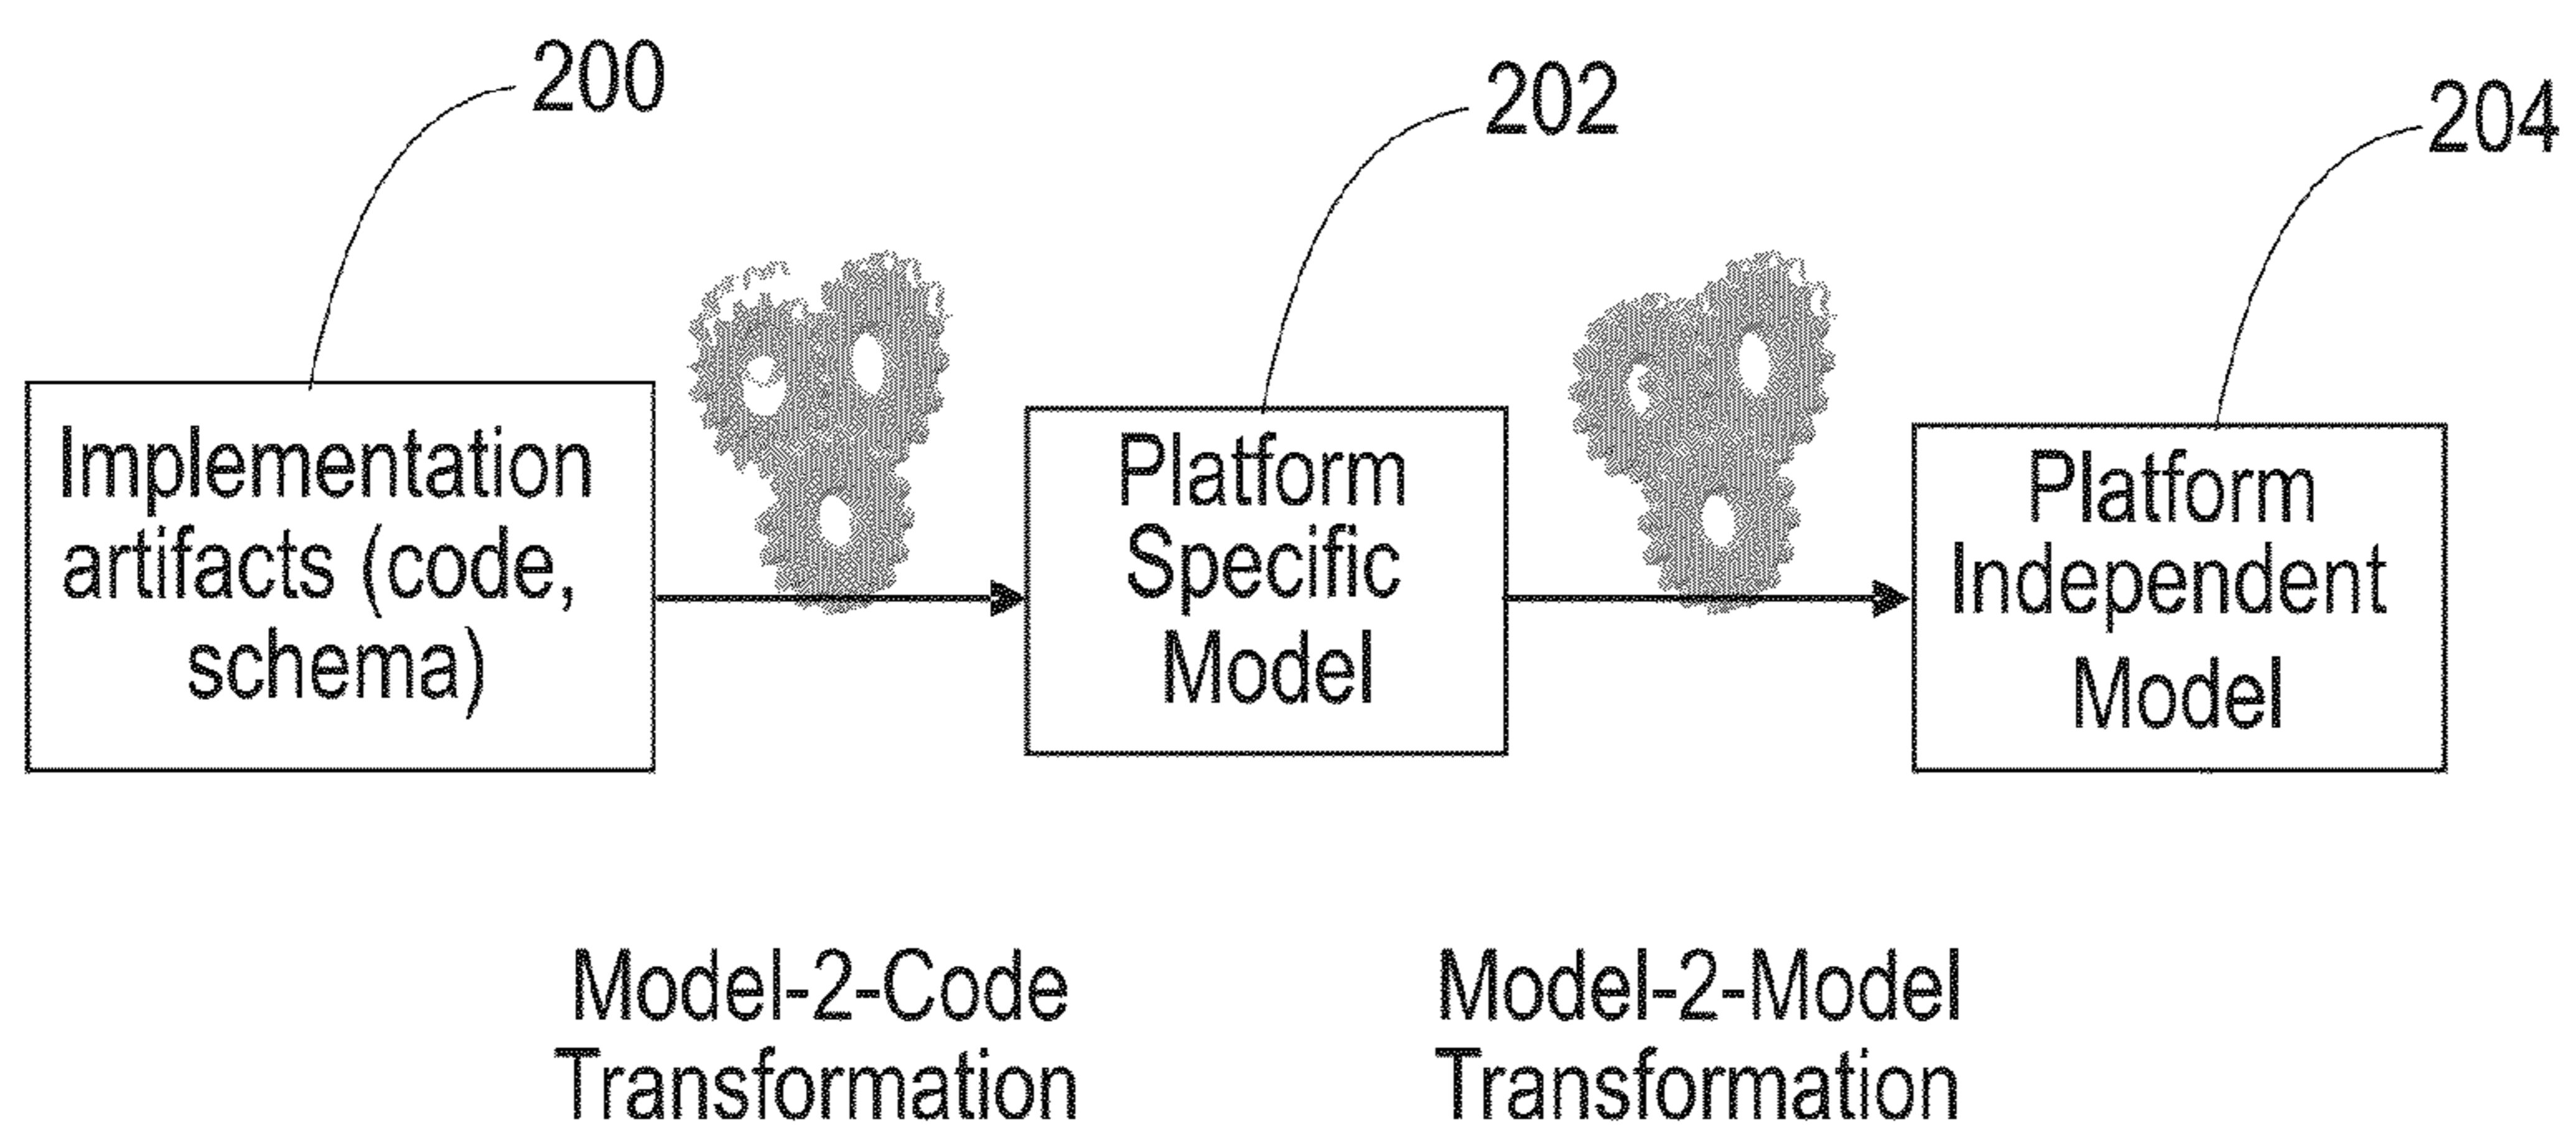 200
202
204
Implementation
artifacts (code,
schema)
Platform
Specific
Model
Platform
Independent
Model
Model-2-Code
Transformation
Model-2-Model
Transformation